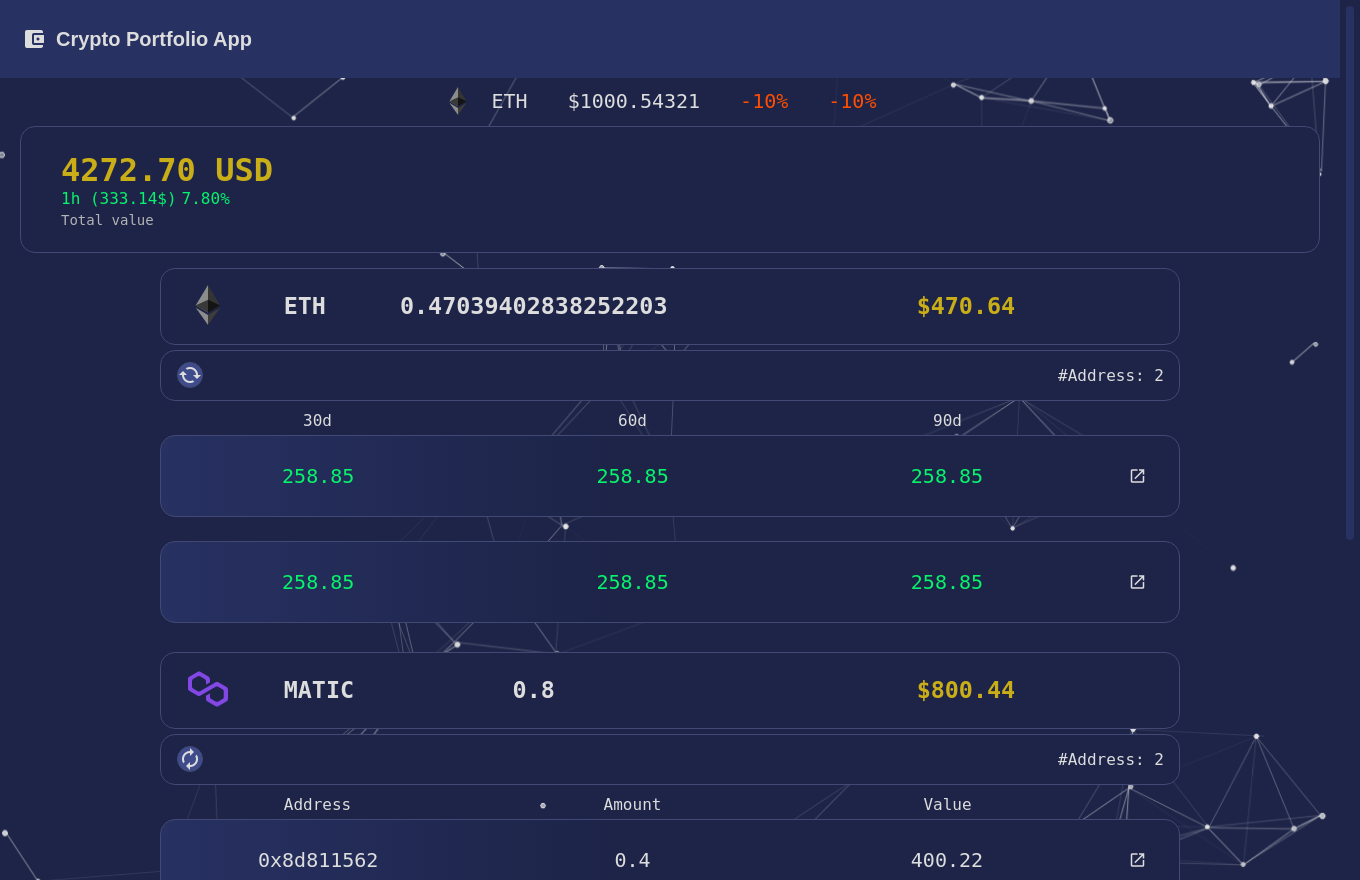 Crypto Portfolio App
ETH $1000.54321 -10% -10%
4272.70 USD
1h (333.14$) 7.80%
Total value
ETH 0.47039402838252203 $470.64
#Address: 2
30d 60d 90d
258.85 258.85 258.85
258.85 258.85 258.85
MATIC 0.8 $800.44
#Address: 2
Address Amount Value
0x8d811562 0.4 400.22